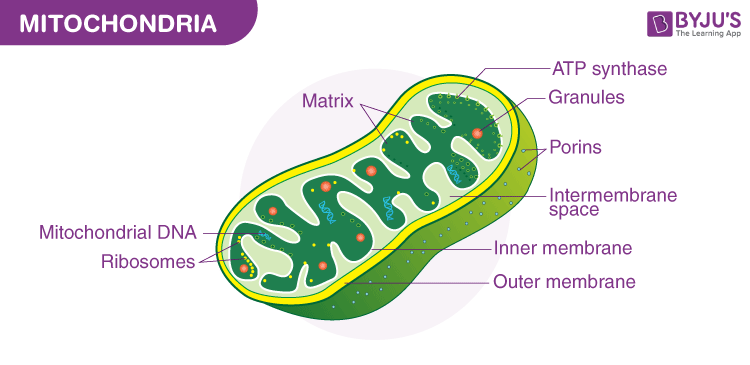 MITOCHONDRIA
BYJU'S
The Learning App
ATP synthase
Matrix
Granules
Porins
Intermembrane
space
Mitochondrial DNA
Inner membrane
Ribosomes
Outer membrane